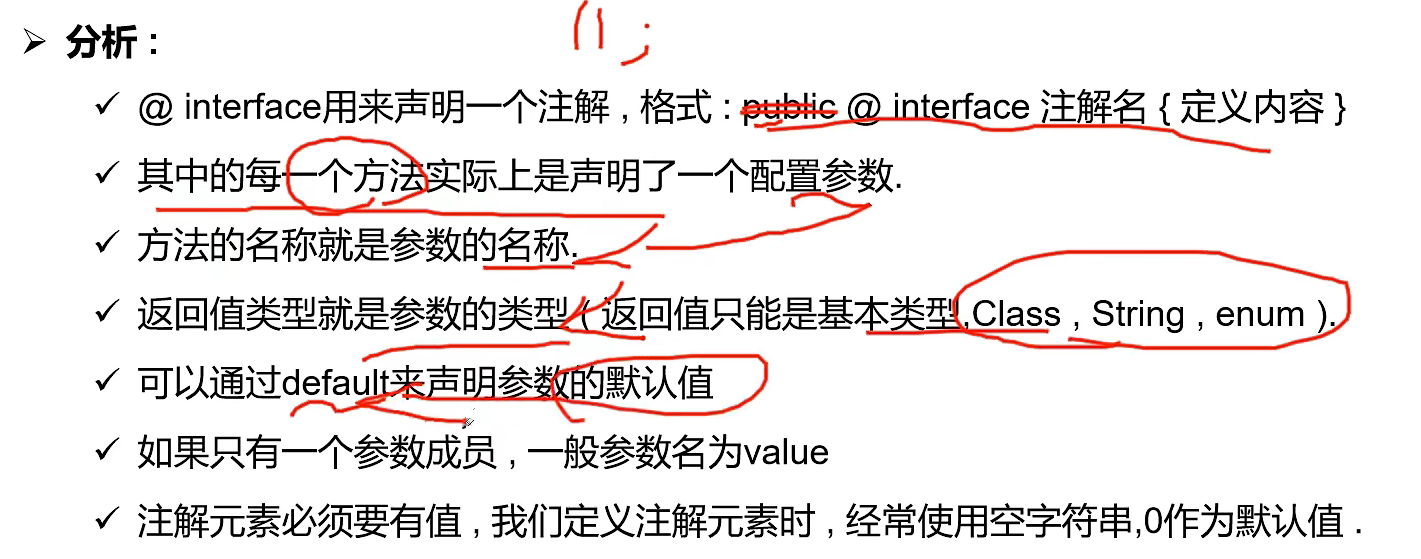 分析 :
@ interface用来声明一个注解 , 格式 : public @ interface 注解名 { 定义内容 }
其中的每一个方法实际上是声明了一个配置参数.
方法的名称就是参数的名称.
返回值类型就是参数的类型 ( 返回值只能是基本类型,Class , String , enum ).
可以通过default来声明参数的默认值
如果只有一个参数成员 , 一般参数名为value
注解元素必须要有值 , 我们定义注解元素时 , 经常使用空字符串,0作为默认值 .